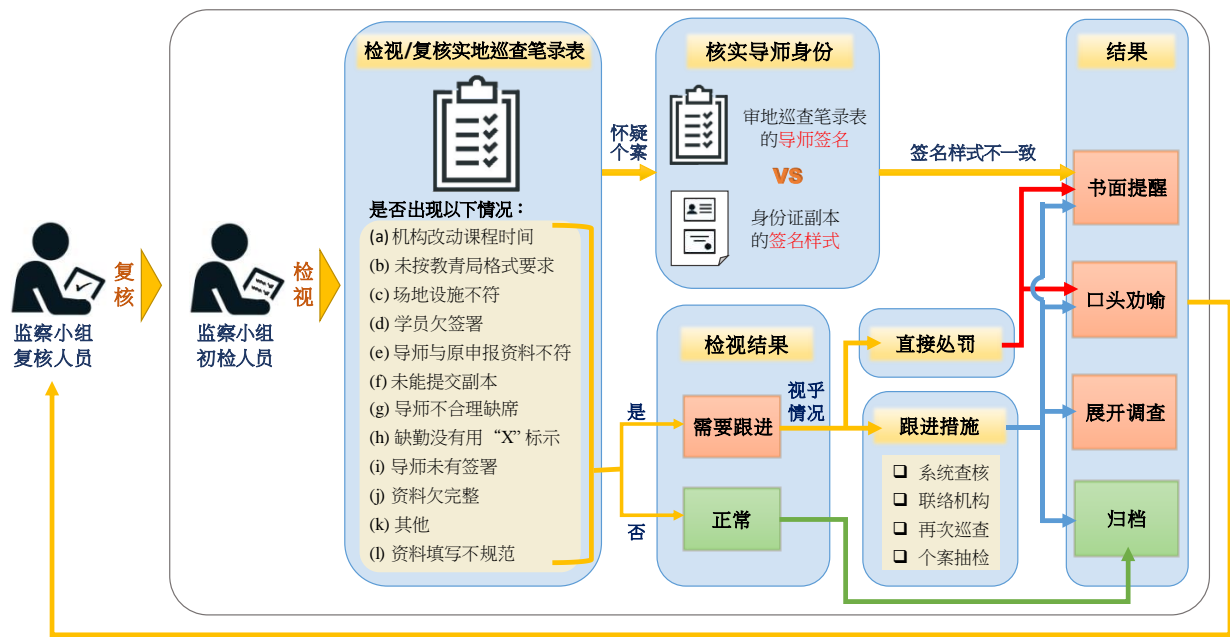 监察小组
复核人员
复核
监察小组
初检人员
检视
检视/复核实地巡查笔录表
是否出现以下情况：
(a) 机构改动课程时间
(b) 未按教育局格式要求
(c) 场地设施不符
(d) 学员欠签署
(e) 导师与原申报资料不符
(f) 未能提交副本
(g) 导师不合理缺席
(h) 缺勤没有用“X”标示
(i) 导师未有签署
(j) 资料欠完整
(k) 其他
(l) 资料填写不规范
怀疑
个案
核实导师身份
审地巡查笔录表
的导师签名
VS
身份证副本
的签名样式
签名样式不一致
是
否
检视结果
需要跟进
正常
视乎
情况
直接处罚
跟进措施
系统查核
联络机构
再次巡查
个案抽检
结果
书面提醒
口头劝喻
展开调查
归档